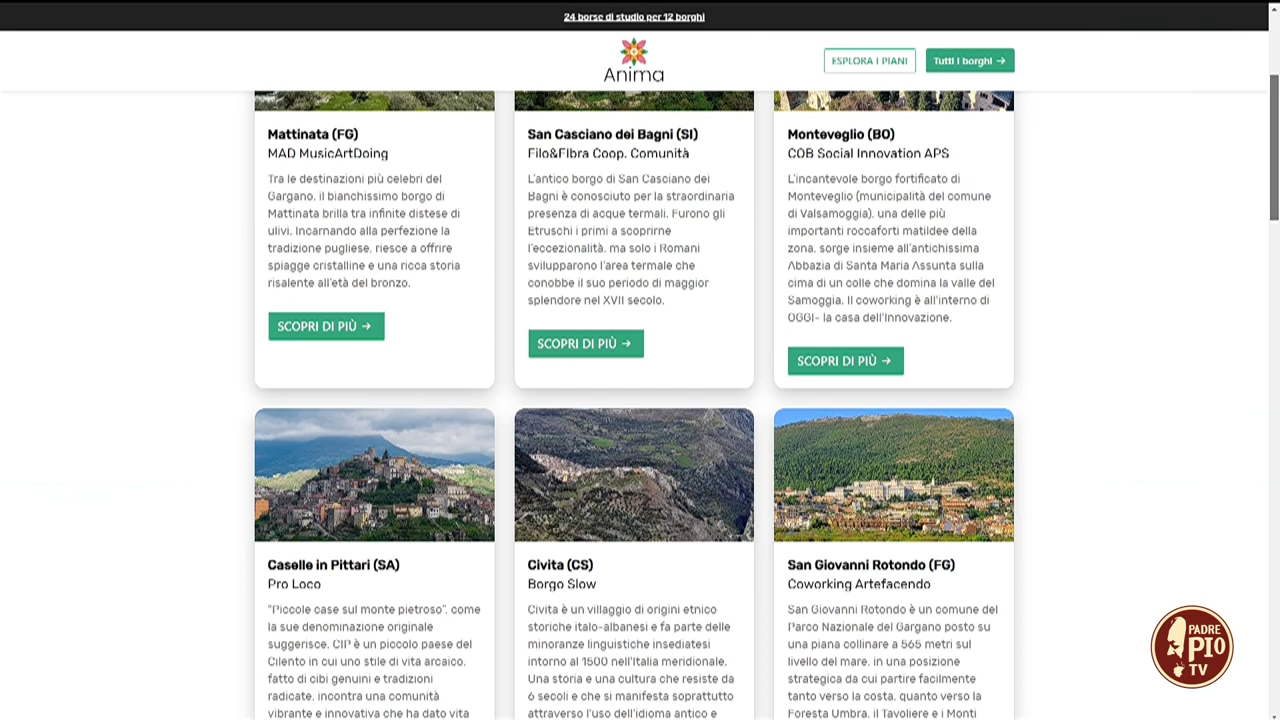 24 borse di studio per 12 borghi
Anima
ESPLORA I PIANI
Tutti i borghi →
Mattinata (FG)
MAD MusicArtDoing
Tra le destinazioni più celebri del
Gargano, il bianchissimo borgo di
Mattinata brilla tra infinite distese di
ulivi. Incarnando alla perfezione la
tradizione pugliese, riesce a offrire
spiagge cristalline e una ricca storia
risalente all'età del bronzo.
SCOPRI DI PIÙ →
San Casciano dei Bagni (SI)
Filo&FIbra Coop. Comunità
L'antico borgo di San Casciano dei
Bagni è conosciuto per la straordinaria
presenza di acque termali. Furono gli
Etruschi i primi a scoprirne
l'eccezionalità, ma solo i Romani
svilupparono l'area termale che
conobbe il suo periodo di maggior
splendore nel XVII secolo.
SCOPRI DI PIÙ →
Monteveglio (BO)
COB Social Innovation APS
L'incantevole borgo fortificato di
Monteveglio (municipalità del comune
di Valsamoggia), una delle più
importanti roccaforti matildee della
zona, sorge insieme all'antichissima
Abbazia di Santa Maria Assunta sulla
cima di un colle che domina la valle del
Samoggia. Il coworking è all'interno di
OGGI- la casa dell'Innovazione.
SCOPRI DI PIÙ →
Caselle in Pittari (SA)
Pro Loco
"Piccole case sul monte pietroso", come
la sue denominazione originale
suggerisce. CIP è un piccolo paese del
Cilento in cui uno stile di vita arcaico,
fatto di cibi genuini e tradizioni
radicate, incontra una comunità
vibrante e innovativa che ha dato vita
Civita (CS)
Borgo Slow
Civita è un villaggio di origini etnico
storiche italo-albanesi e fa parte delle
minoranze linguistiche insediatesi
intorno al 1500 nell'Italia meridionale.
Una storia e una cultura che resiste da
6 secoli e che si manifesta soprattutto
attraverso l'uso dell'idioma antico e
San Giovanni Rotondo (FG)
Coworking Artefacendo
San Giovanni Rotondo è un comune del
Parco Nazionale del Gargano posto su
una piana collinare a 565 metri sul
livello del mare, in una posizione
strategica da cui partire facilmente
tanto verso la costa, quanto verso la
Foresta Umbra, il Tavoliere e i Monti
PADRE
PIO
TV